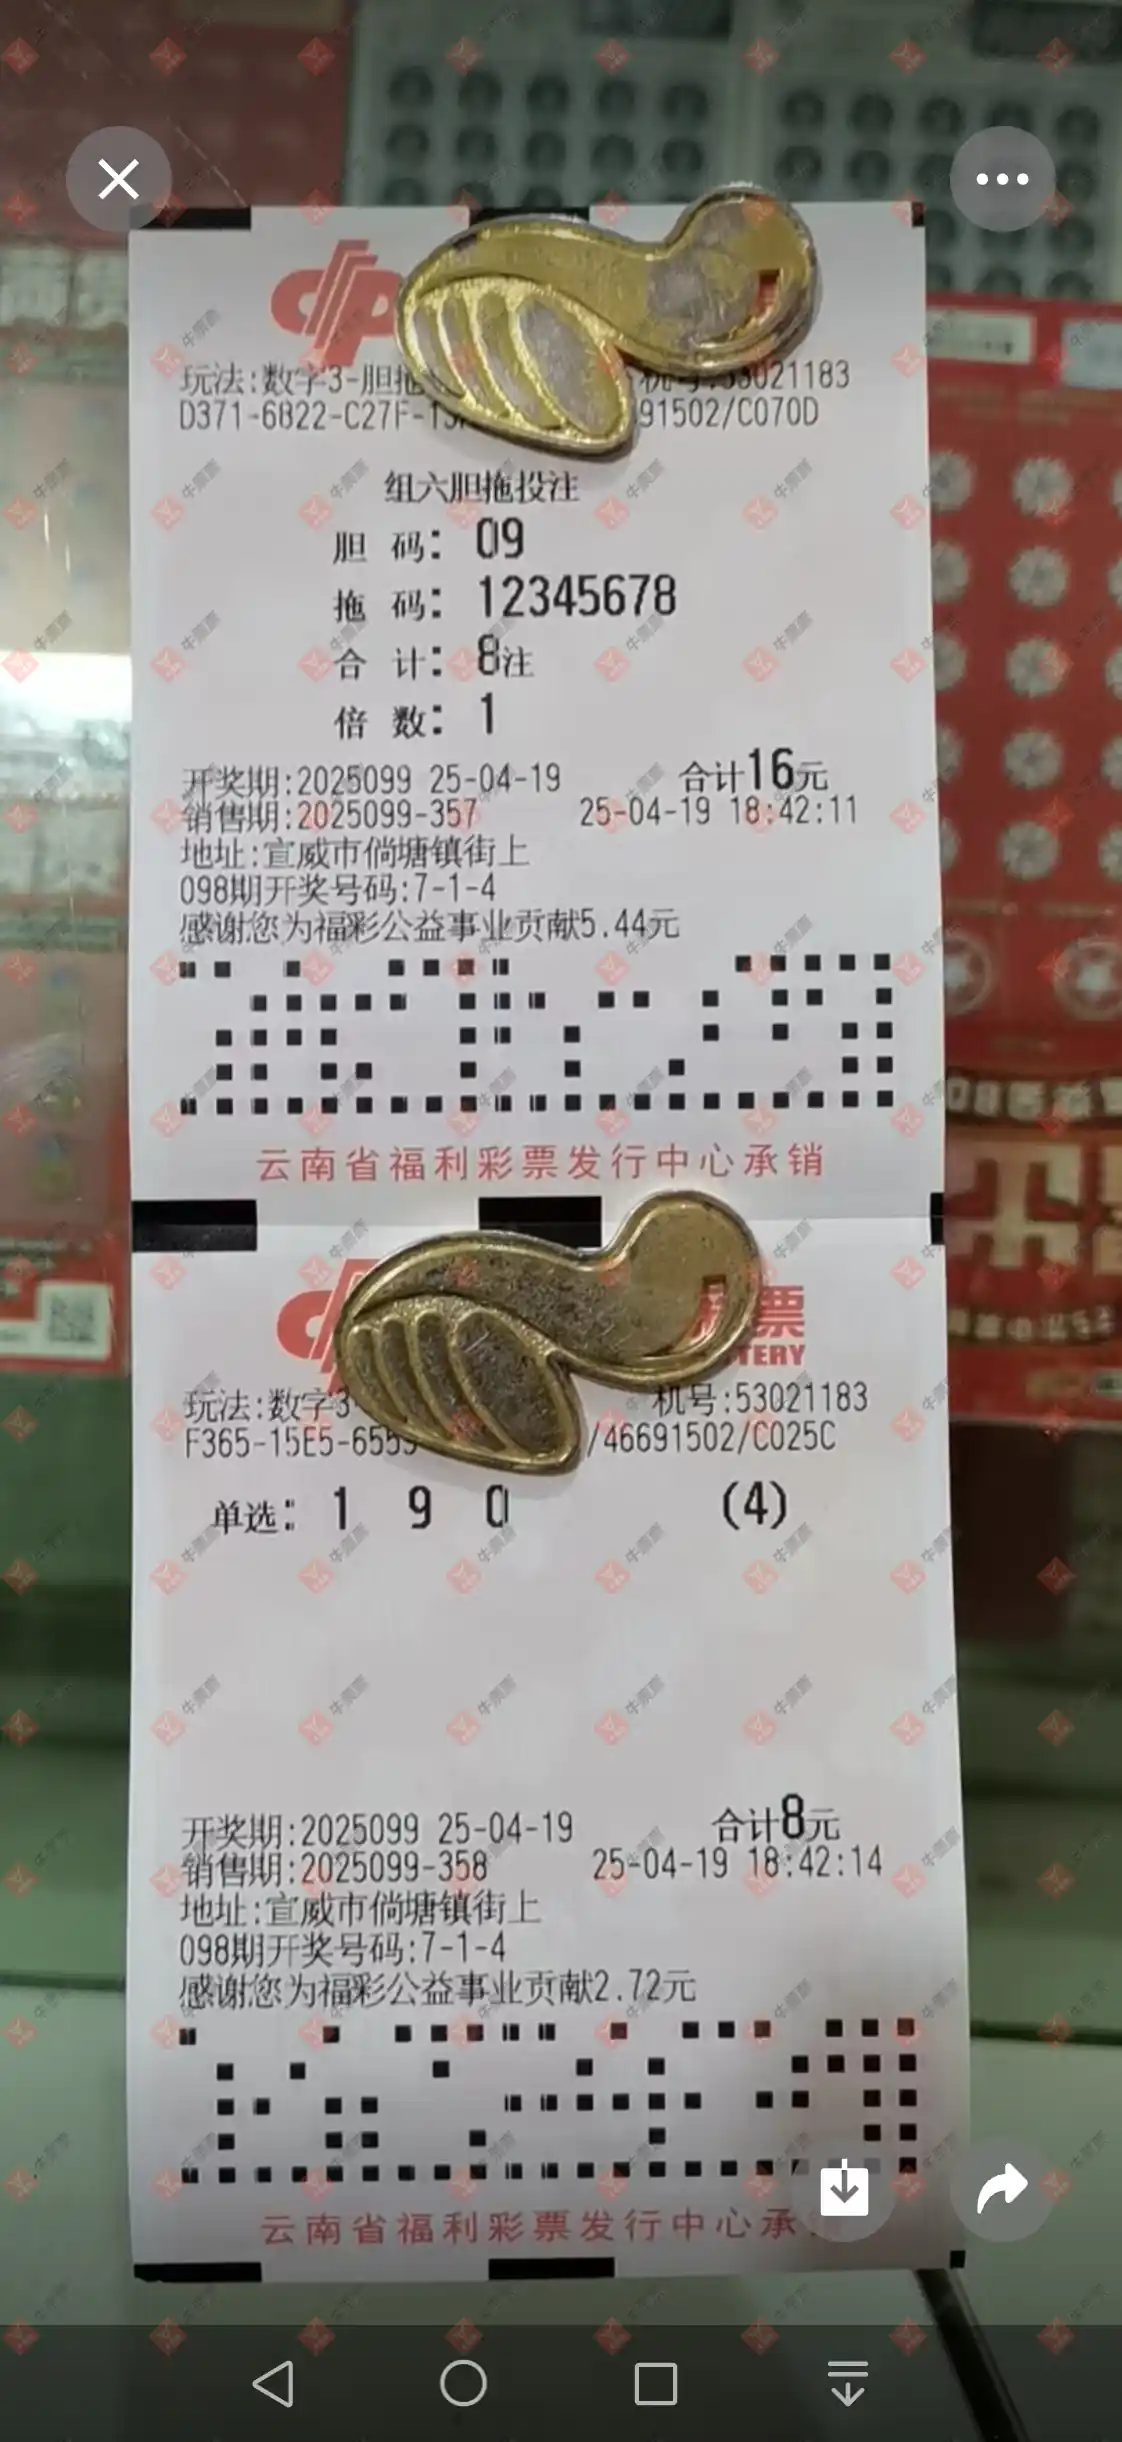 玩法:数字3-胆拖
机号:53021183
D371-6822-C27F-
91502/C070D
组六胆拖投注
胆 码: 09
拖 码: 12345678
合 计: 8注
倍 数: 1
开奖期:2025099 25-04-19 合计16元
销售期:2025099-357 25-04-19 18:42:11
地址:宣威市倘塘镇街上
098期开奖号码:7-1-4
感谢您为福彩公益事业贡献5.44元
云南省福利彩票发行中心承销
票
TERY
玩法:数字3
机号:53021183
F365-15E5-655
/46691502/C025C
单选: 1 9 0 (4)
开奖期:2025099 25-04-19 合计8元
销售期:2025099-358 25-04-19 18:42:14
地址:宣威市倘塘镇街上
098期开奖号码:7-1-4
感谢您为福彩公益事业贡献2.72元
云南省福利彩票发行中心承